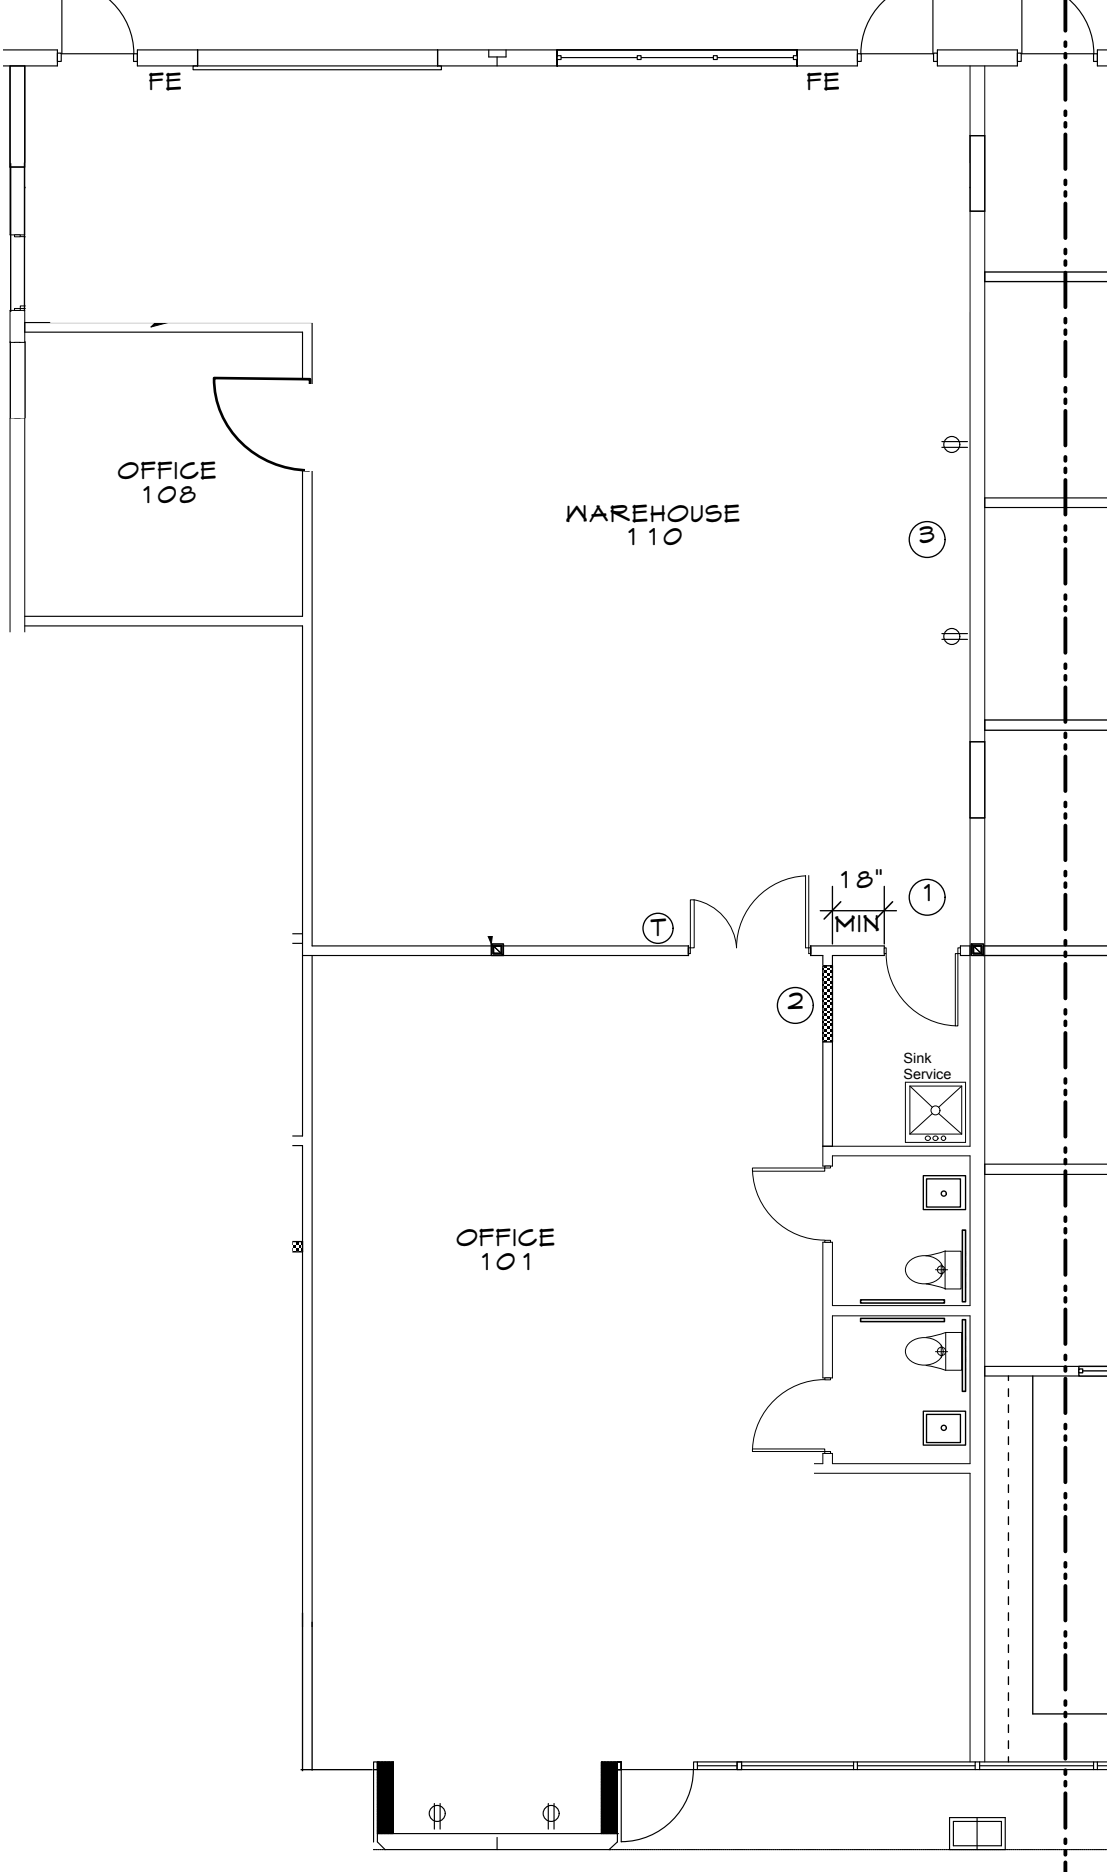 FE
FE
OFFICE
108
WAREHOUSE
110
3
18"
MIN
1
T
2
Sink
Service
OFFICE
101